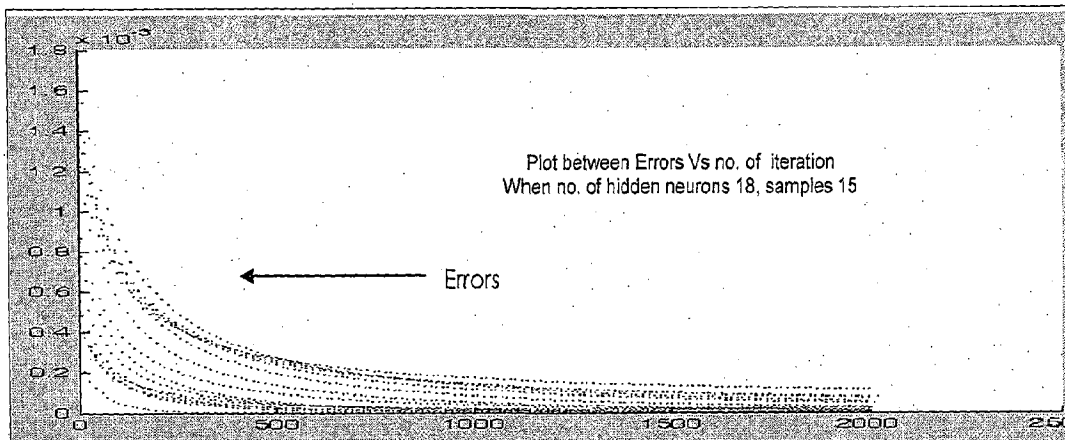 × 10⁻³
1.8
1.6
1.4
1.2
1
0.8
0.6
0.4
0.2
0
Plot between Errors Vs no. of iteration
When no. of hidden neurons 18, samples 15
Errors
0 500 1000 1500 2000